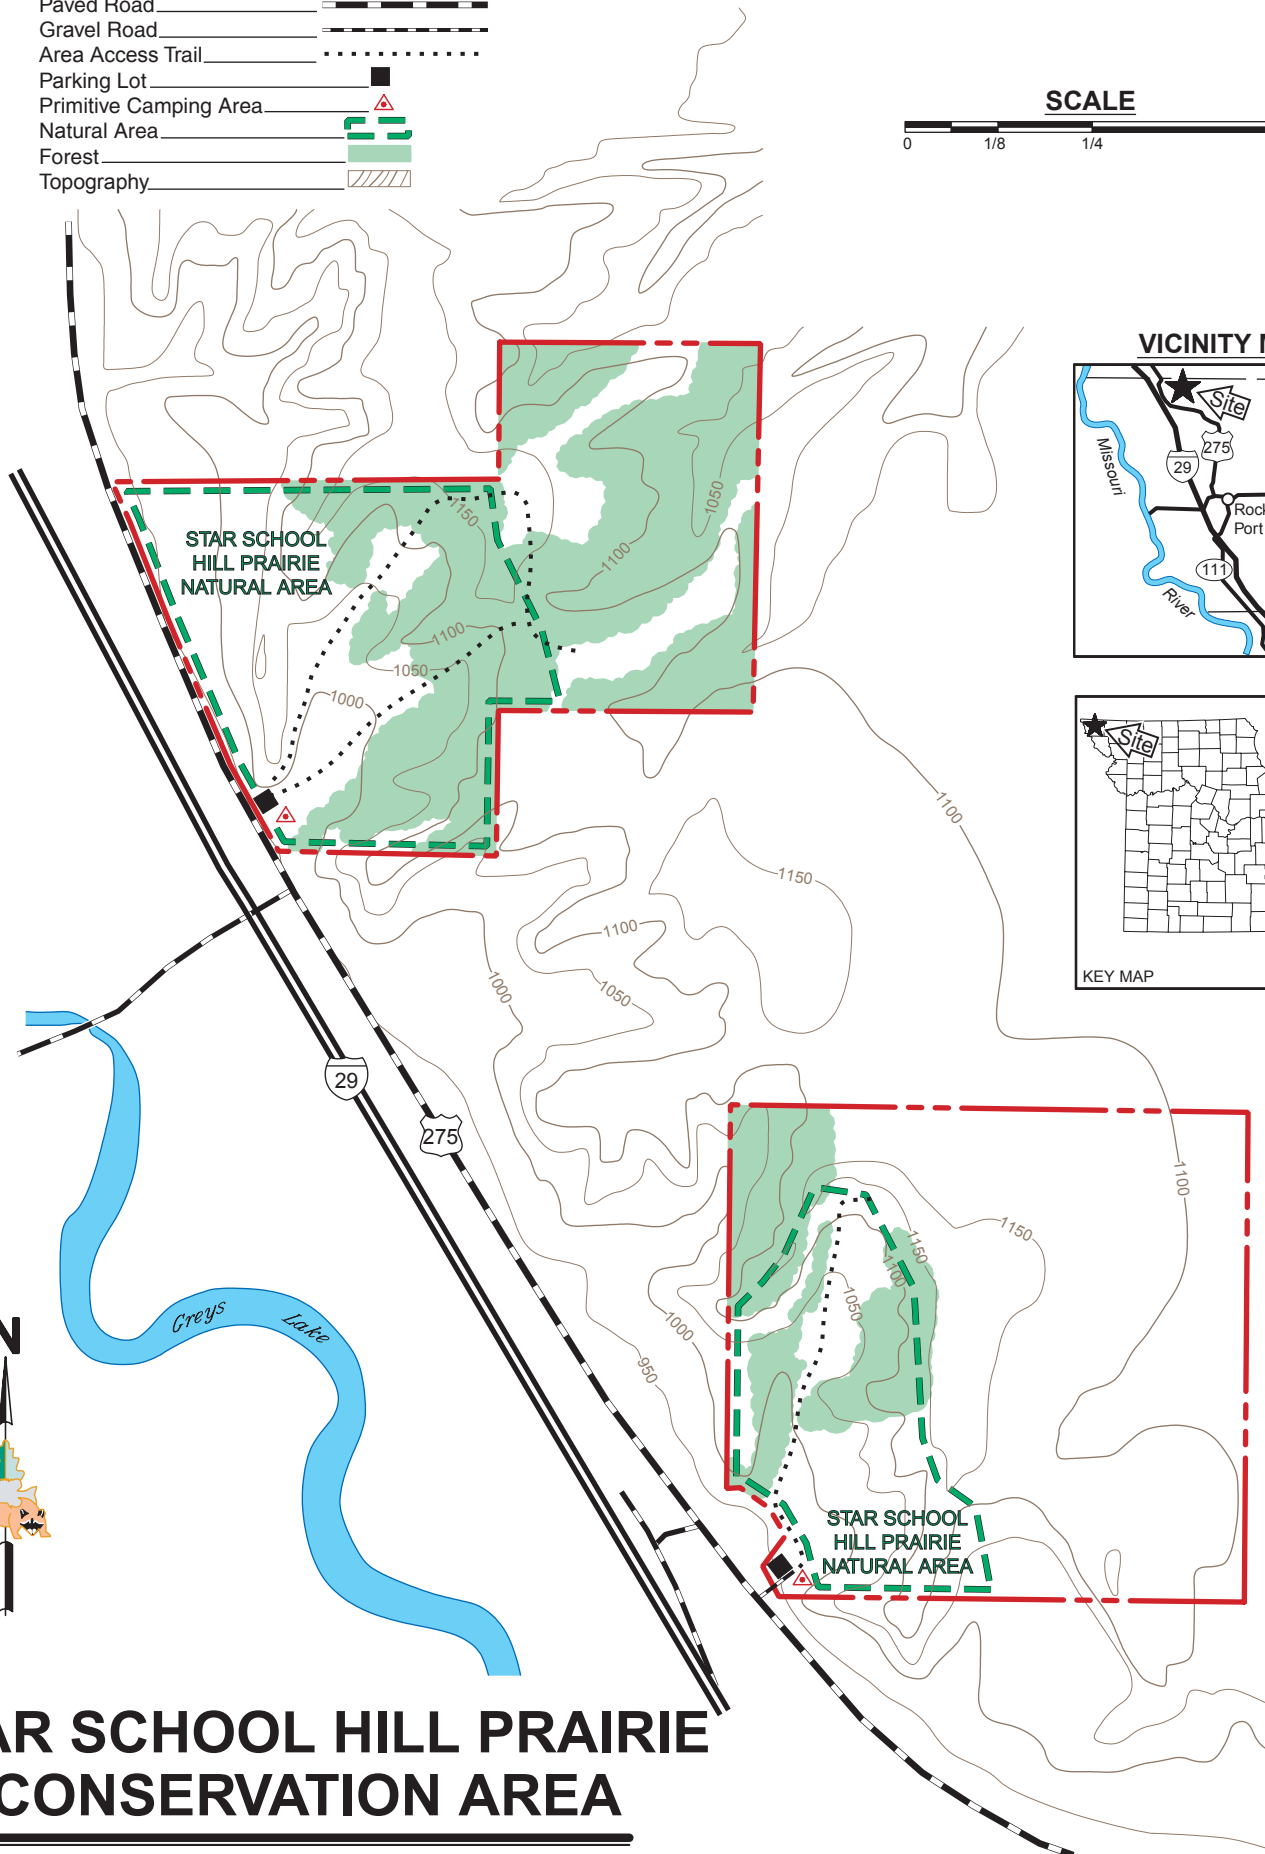 Paved Road
Gravel Road
Area Access Trail
Parking Lot
Primitive Camping Area
Natural Area
Forest
Topography
SCALE
0 1/8 1/4
VICINITY
Site
275
29
Missouri
Rock
Port
111
River
Site
KEY MAP
STAR SCHOOL
HILL PRAIRIE
NATURAL AREA
1150
1050
1100
1100
1050
1000
1100
1150
1100
1050
1000
29
275
1100
1150
1150
1100
1050
1000
950
Greys Lake
N
STAR SCHOOL
HILL PRAIRIE
NATURAL AREA
AR SCHOOL HILL PRAIRIE
CONSERVATION AREA